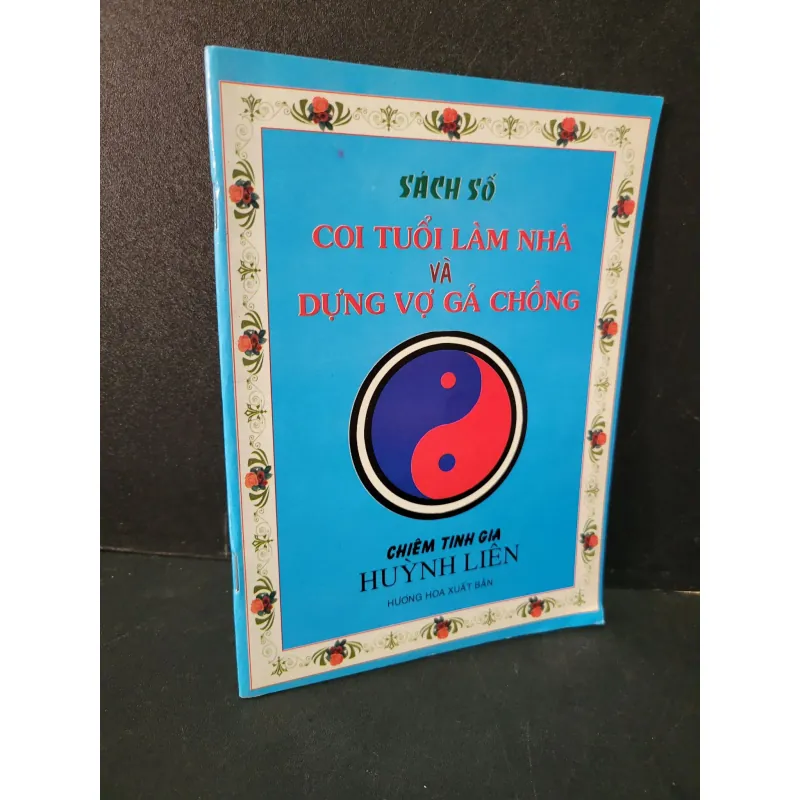 SÁCH SỐ
COI TUỔI LÀM NHÀ
VÀ
DỰNG VỢ GẢ CHỒNG
CHIÊM TINH GIA
HUỲNH LIÊN
HƯƠNG HOA XUẤT BẢN